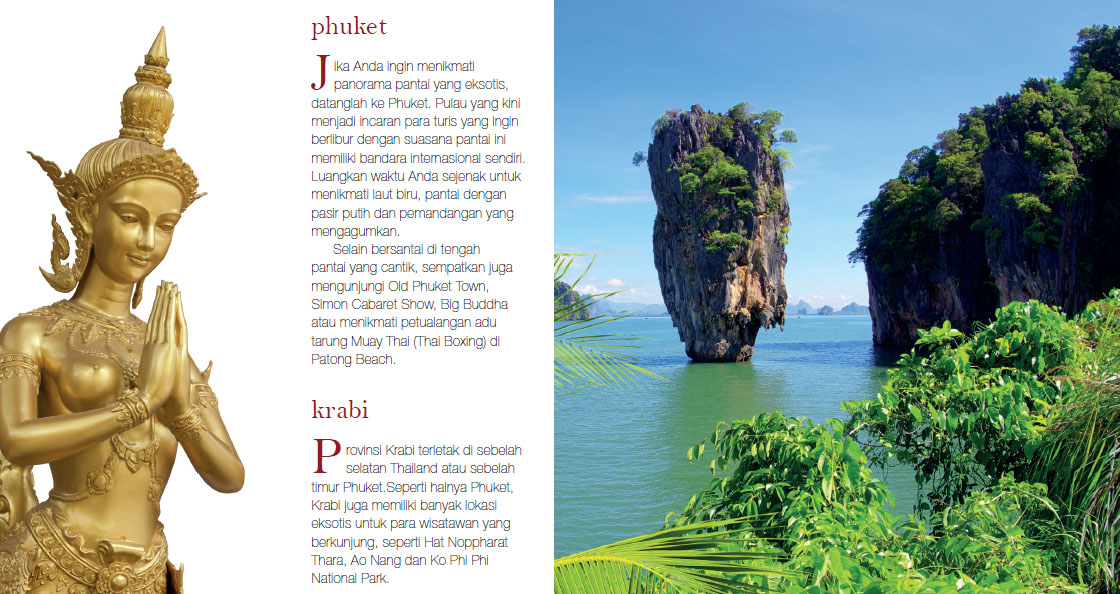 phuket
Jika Anda ingin menikmati
panorama pantai yang eksotis,
datanglah ke Phuket. Pulau yang kini
menjadi incaran para turis yang ingin
berlibur dengan suasana pantai ini
memiliki bandara internasional sendiri.
Luangkan waktu Anda sejenak untuk
menikmati laut biru, pantai dengan
pasir putih dan pemandangan yang
mengagumkan.
Selain bersantai di tengah
pantai yang cantik, sempatkan juga
mengunjungi Old Phuket Town,
Simon Cabaret Show, Big Buddha
atau menikmati petualangan adu
tarung Muay Thai (Thai Boxing) di
Patong Beach.
krabi
Provinsi Krabi terletak di sebelah
selatan Thailand atau sebelah
timur Phuket.Seperti halnya Phuket,
Krabi juga memiliki banyak lokasi
eksotis untuk para wisatawan yang
berkunjung, seperti Hat Noppharat
Thara, Ao Nang dan Ko Phi Phi
National Park.